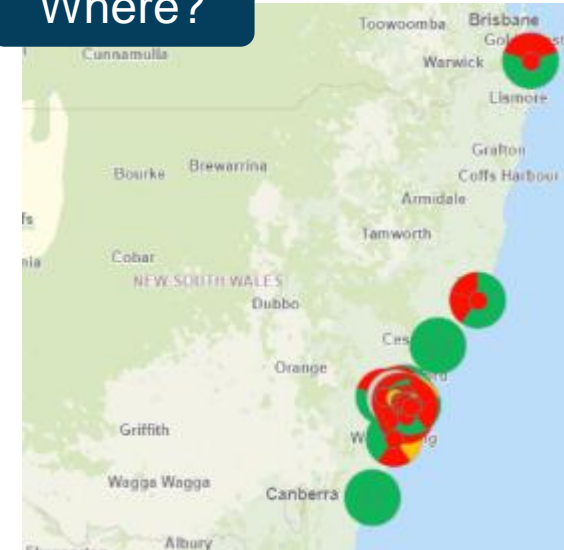 Where?
Toowoomba
Brisbane
Cunnamulla
Warwick
Lismore
Grafton
Coffs Harbour
Bourke
Brewarrina
Armidale
Tamworth
Cobar
NEW SOUTH WALES
Dubbo
Orange
Griffith
Wagga Wagga
Canberra
Albury